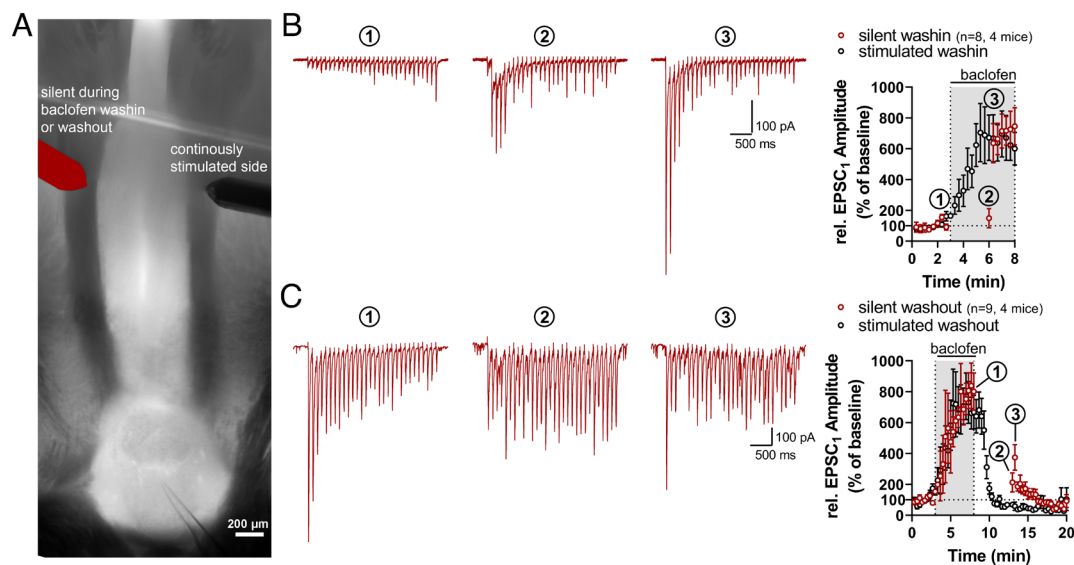 A
silent during
baclofen washin
or washout
continously
stimulated side
200 µm
B
1
2
3
100 pA
500 ms
silent washin (n=8, 4 mice)
stimulated washin
baclofen
rel. EPSC1 Amplitude
(% of baseline)
1000
800
600
400
200
100
0
1
2
3
0 2 4 6 8
Time (min)
C
1
2
3
100 pA
500 ms
silent washout (n=9, 4 mice)
stimulated washout
baclofen
rel. EPSC1 Amplitude
(% of baseline)
1000
800
600
400
200
100
0
1
3
2
0 5 10 15 20
Time (min)